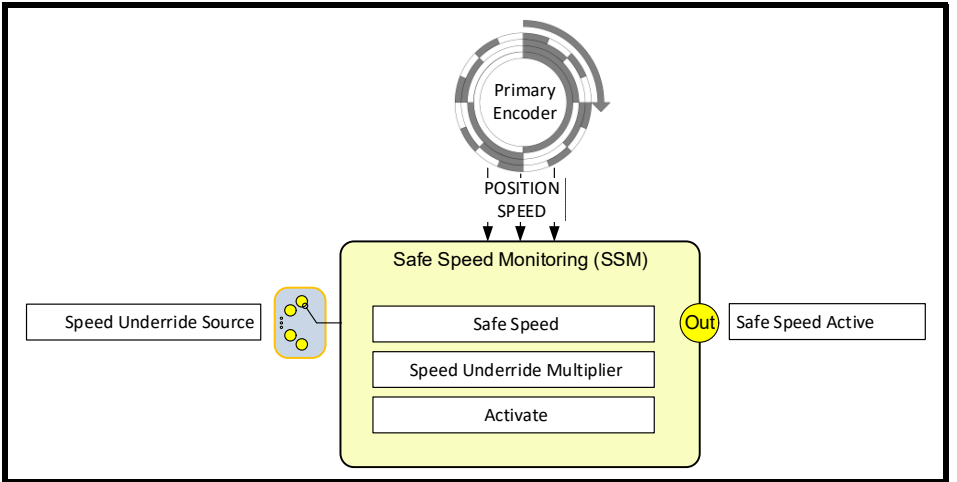 Primary
Encoder
POSITION
SPEED
Safe Speed Monitoring (SSM)
Speed Underride Source
Safe Speed
Out
Safe Speed Active
Speed Underride Multiplier
Activate